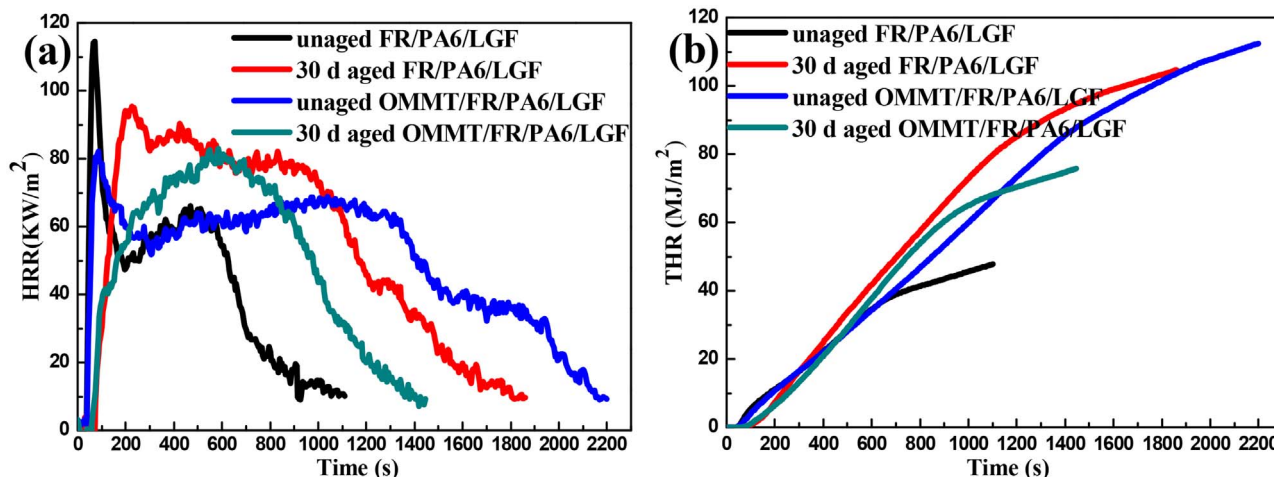 (a)
unaged FR/PA6/LGF
30 d aged FR/PA6/LGF
unaged OMMT/FR/PA6/LGF
30 d aged OMMT/FR/PA6/LGF
HRR(KW/m²)
120
100
80
60
40
20
0
0 200 400 600 800 1000 1200 1400 1600 1800 2000 2200
Time (s)
(b)
unaged FR/PA6/LGF
30 d aged FR/PA6/LGF
unaged OMMT/FR/PA6/LGF
30 d aged OMMT/FR/PA6/LGF
THR (MJ/m²)
120
100
80
60
40
20
0
0 200 400 600 800 1000 1200 1400 1600 1800 2000 2200
Time (s)